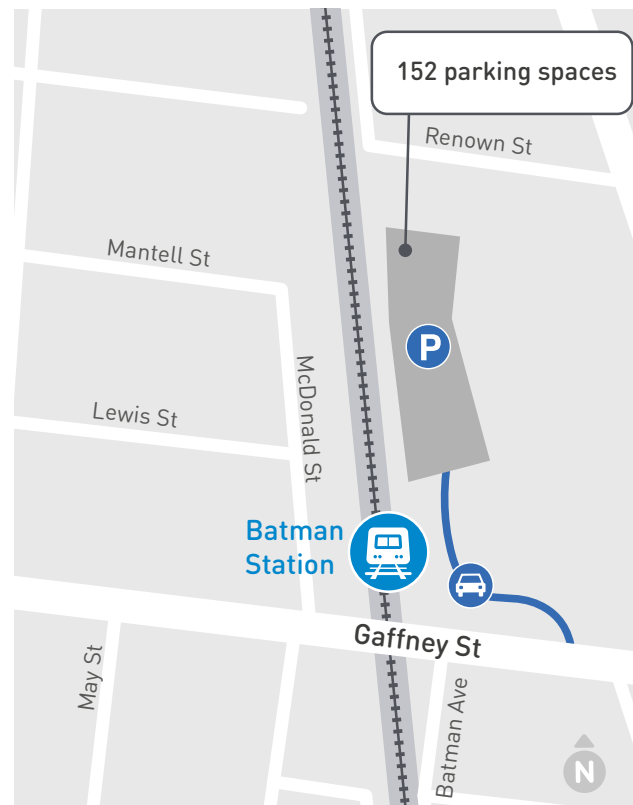 152 parking spaces
Renown St
Mantell St
McDonald St
Lewis St
P
Batman
Station
Gaffney St
May St
Batman Ave
N